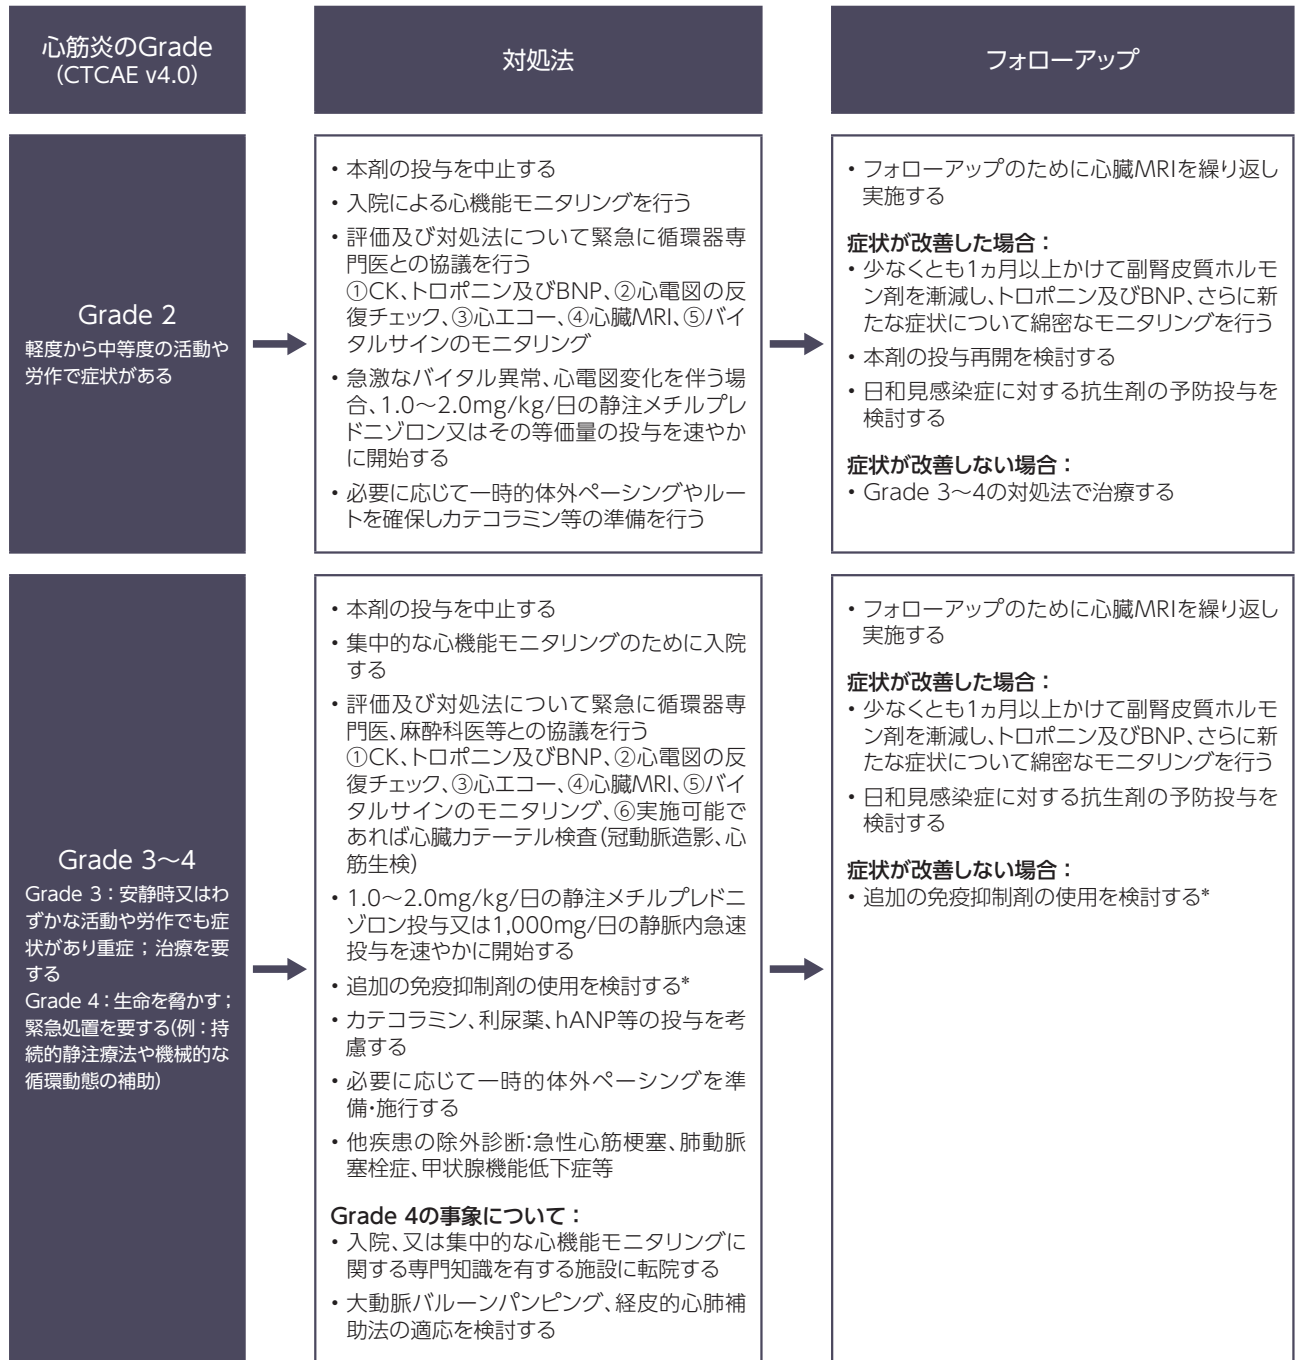 心筋炎のGrade
(CTCAE v4.0)
対処法
フォローアップ
Grade 2
軽度から中等度の活動や
労作で症状がある
・本剤の投与を中止する
・入院による心機能モニタリングを行う
・評価及び対処法について緊急に循環器専
門医との協議を行う
①CK、トロポニン及びBNP、②心電図の反
復チェック、③心エコー、④心臓MRI、⑤バイ
タルサインのモニタリング
・急激なバイタル異常、心電図変化を伴う場
合、1.0～2.0mg/kg/日の静注メチルプレ
ドニゾロン又はその等価量の投与を速やか
に開始する
・必要に応じて一時的体外ペーシングやルー
トを確保しカテコラミン等の準備を行う
・フォローアップのために心臓MRIを繰り返し
実施する
症状が改善した場合：
・少なくとも1ヵ月以上かけて副腎皮質ホルモ
ン剤を漸減し、トロポニン及びBNP、さらに新
たな症状について綿密なモニタリングを行う
・本剤の投与再開を検討する
・日和見感染症に対する抗生剤の予防投与を
検討する
症状が改善しない場合：
・Grade 3～4の対処法で治療する
Grade 3～4
Grade 3：安静時又はわ
ずかな活動や労作でも症
状があり重症；治療を要
する
Grade 4：生命を脅かす；
緊急処置を要する(例：持
続的静注療法や機械的な
循環動態の補助)
・本剤の投与を中止する
・集中的な心機能モニタリングのために入院
する
・評価及び対処法について緊急に循環器専
門医、麻酔科医等との協議を行う
①CK、トロポニン及びBNP、②心電図の反
復チェック、③心エコー、④心臓MRI、⑤バイ
タルサインのモニタリング、⑥実施可能で
あれば心臓カテーテル検査(冠動脈造影、心
筋生検)
・1.0～2.0mg/kg/日の静注メチルプレドニ
ゾロン投与又は1,000mg/日の静脈内急速
投与を速やかに開始する
・追加の免疫抑制剤の使用を検討する*
・カテコラミン、利尿薬、hANP等の投与を考
慮する
・必要に応じて一時的体外ペーシングを準
備・施行する
・他疾患の除外診断:急性心筋梗塞、肺動脈
塞栓症、甲状腺機能低下症等
Grade 4の事象について：
・入院、又は集中的な心機能モニタリングに
関する専門知識を有する施設に転院する
・大動脈バルーンパンピング、経皮的心肺補
助法の適応を検討する
・フォローアップのために心臓MRIを繰り返し
実施する
症状が改善した場合：
・少なくとも1ヵ月以上かけて副腎皮質ホルモ
ン剤を漸減し、トロポニン及びBNP、さらに新
たな症状について綿密なモニタリングを行う
・日和見感染症に対する抗生剤の予防投与を
検討する
症状が改善しない場合：
・追加の免疫抑制剤の使用を検討する*